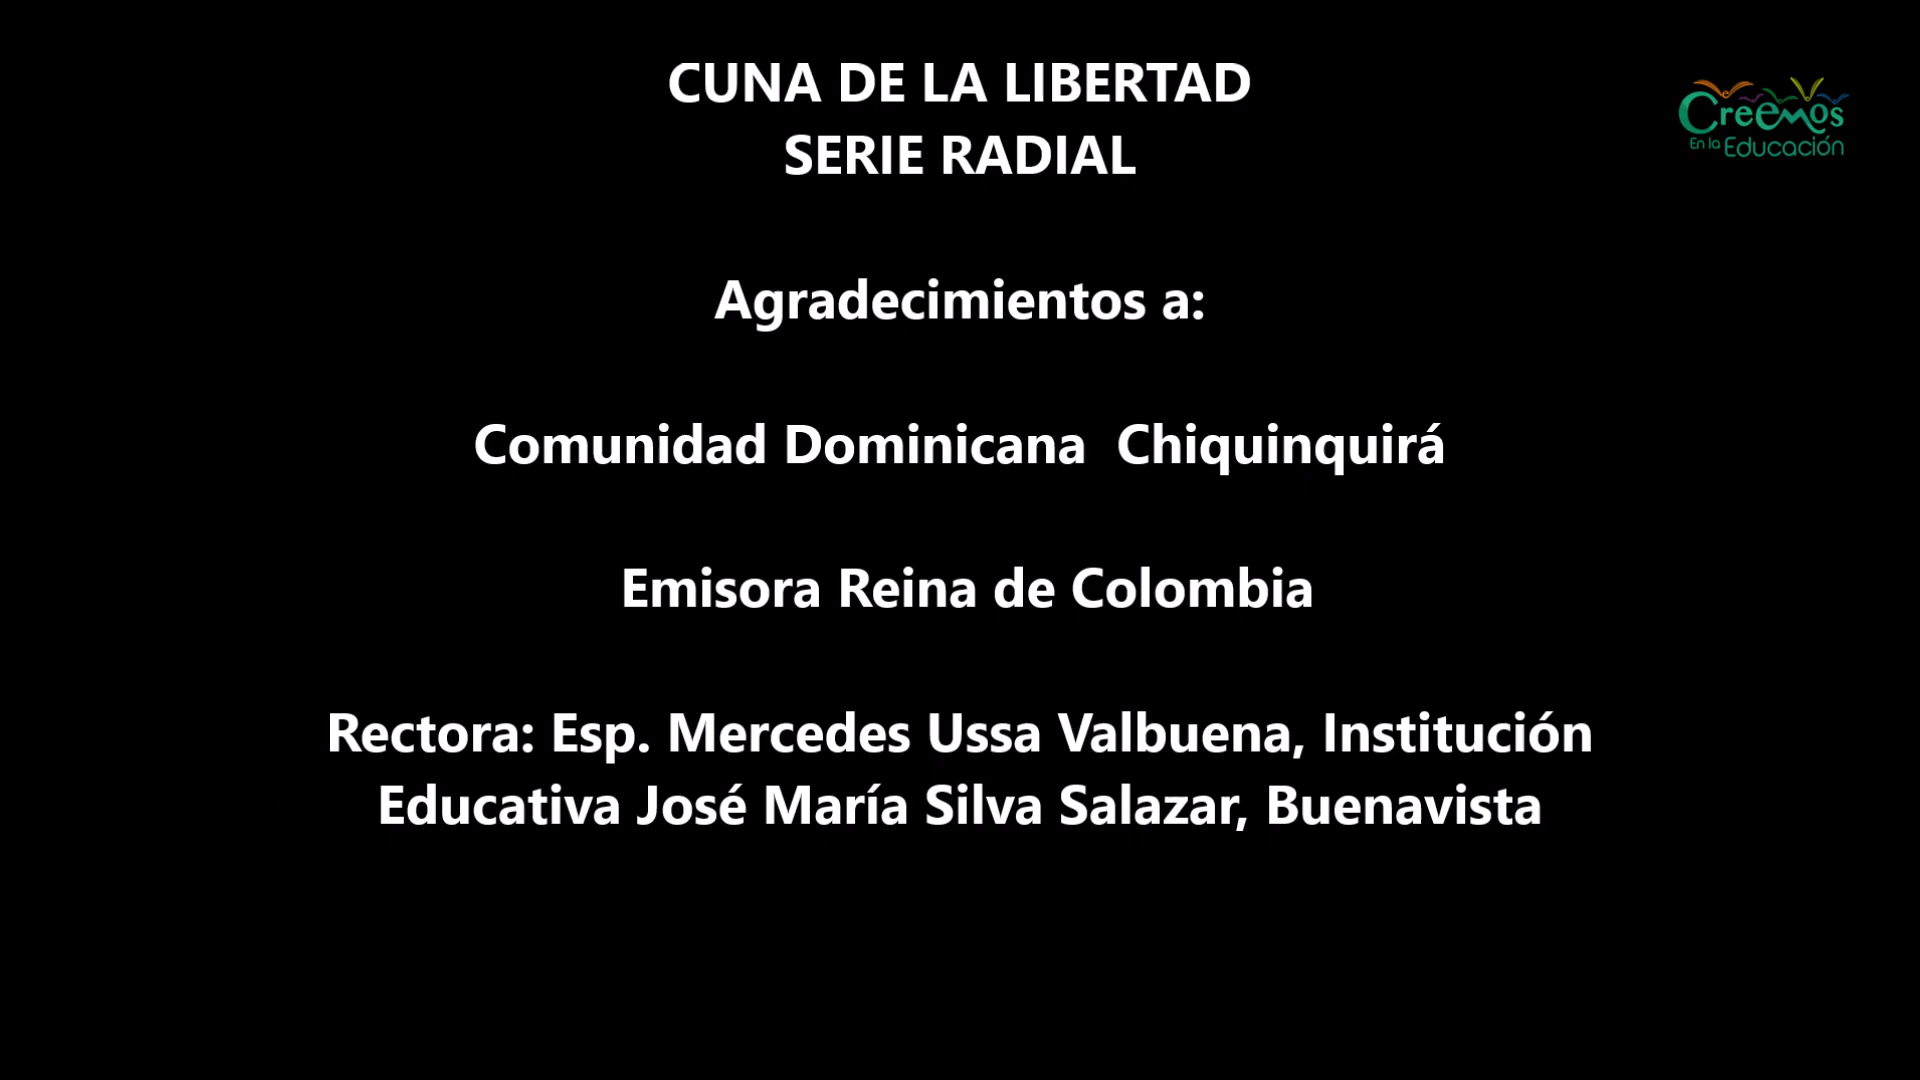 CUNA DE LA LIBERTAD
SERIE RADIAL
Creemos
En la Educación
Agradecimientos a:
Comunidad Dominicana  Chiquinquirá
Emisora Reina de Colombia
Rectora: Esp. Mercedes Ussa Valbuena, Institución
Educativa José María Silva Salazar, Buenavista